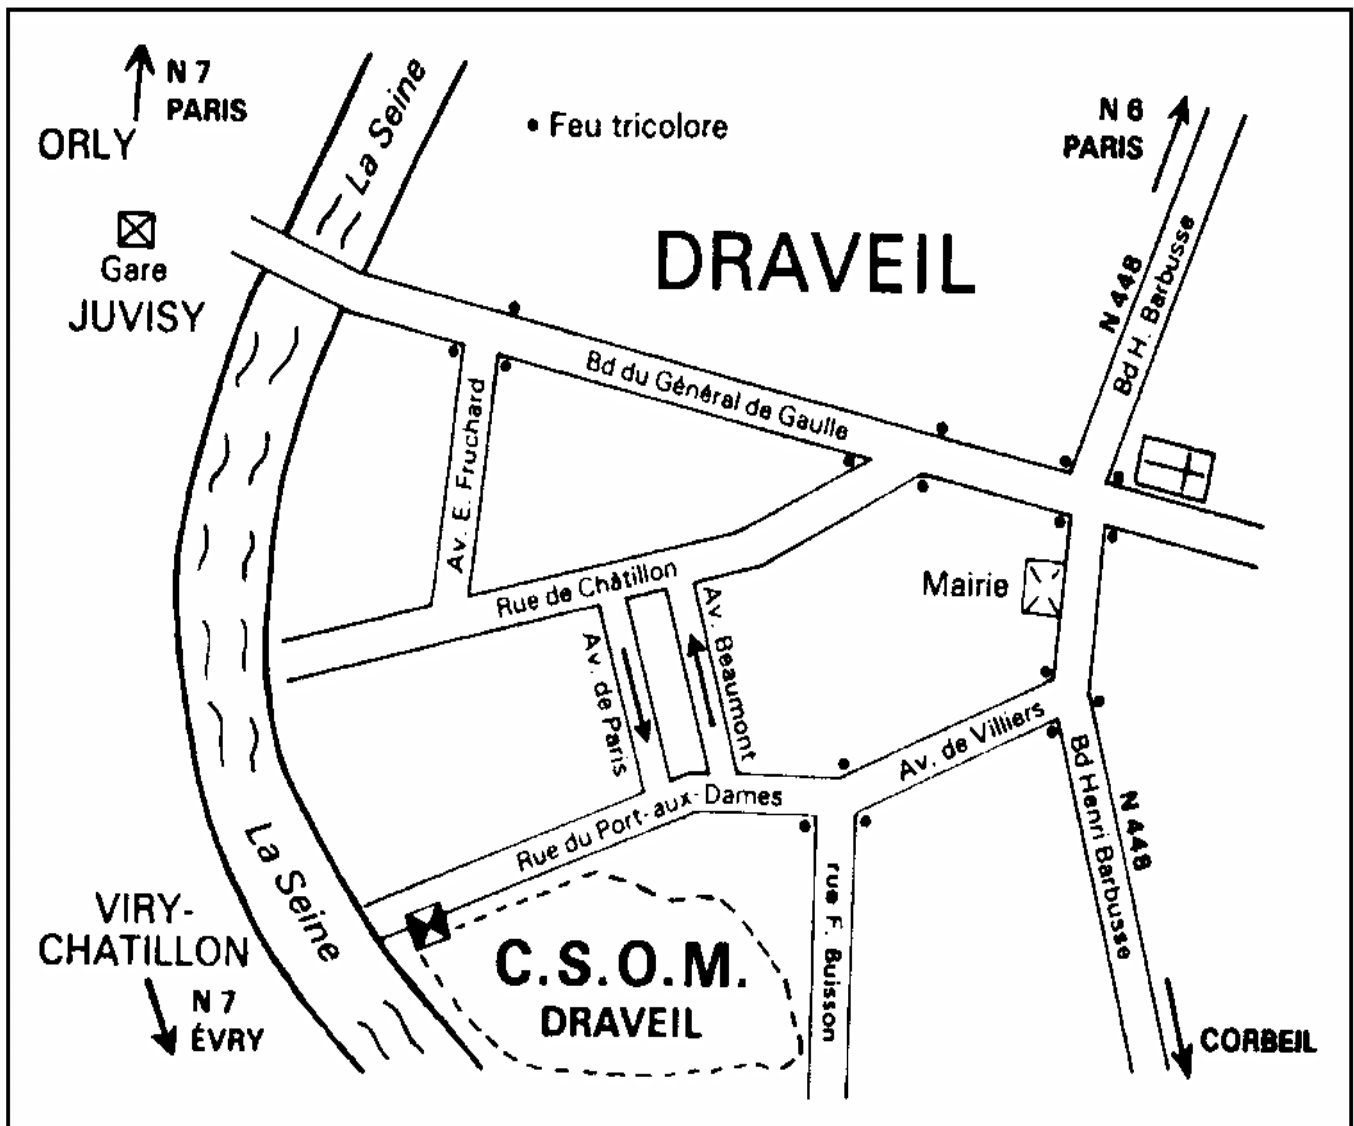 N 7
PARIS
ORLY
La Seine
• Feu tricolore
N 6
PARIS
Gare
JUVISY
DRAVEIL
N 448
Bd H. Barbusse
Bd du Général de Gaulle
Av. E. Fruchard
Rue de Châtillon
Mairie
Av. de Paris
Av. Beaumont
Av. de Villiers
Rue du Port-aux-Dames
Bd Henri Barbusse
N 448
La Seine
rue F. Buisson
VIRY-
CHATILLON
N 7
ÉVRY
C.S.O.M.
DRAVEIL
CORBEIL